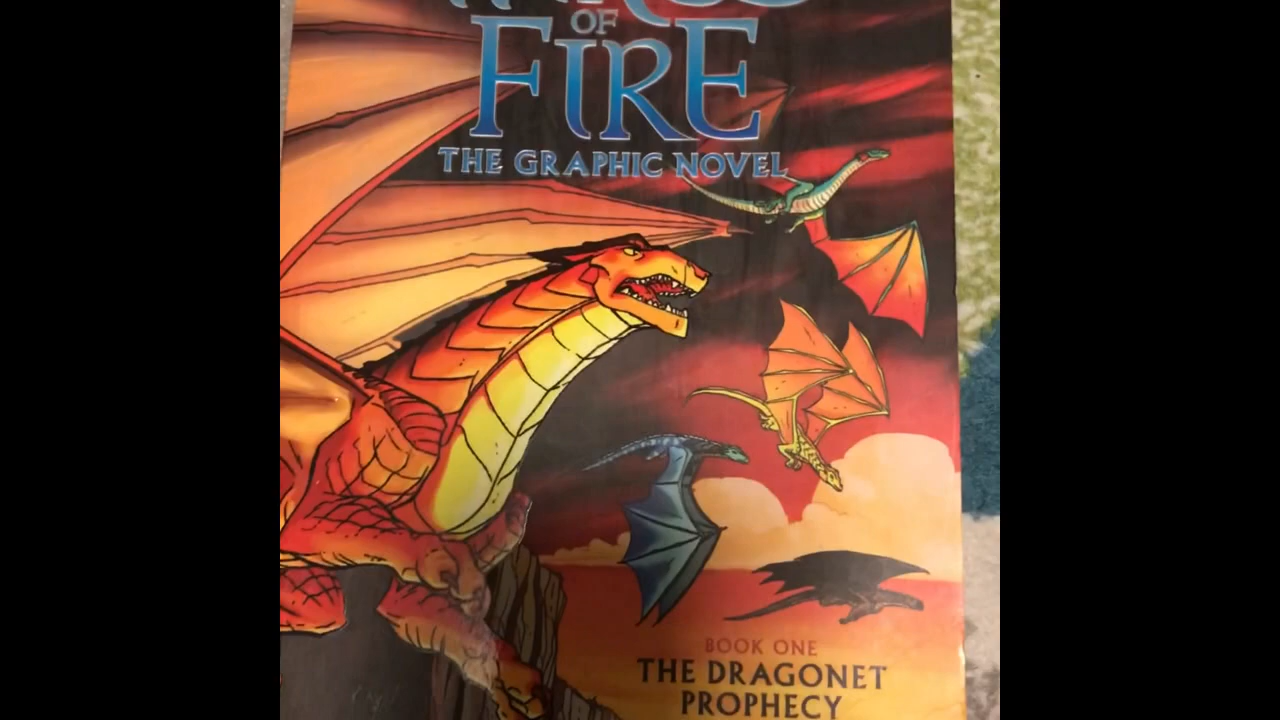 OF
FIRE
THE GRAPHIC NOVEL
BOOK ONE
THE DRAGONET
PROPHECY